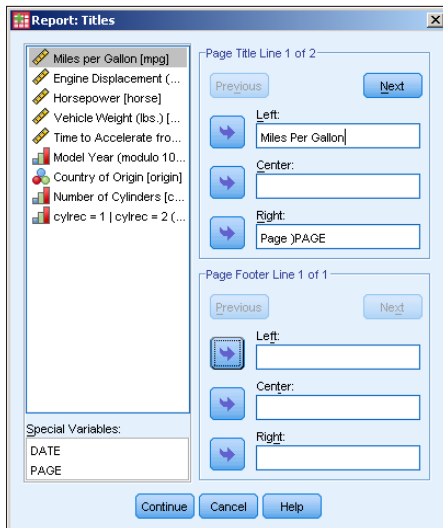 Report: Titles
Miles per Gallon [mpg]
Engine Displacement (...
Horsepower [horse]
Vehicle Weight (lbs.) [...
Time to Accelerate fro...
Model Year (modulo 10...
Country of Origin [origin]
Number of Cylinders [c...
cylrec = 1 | cylrec = 2 (...
Special Variables:
DATE
PAGE
Page Title Line 1 of 2
Previous
Next
Left:
Miles Per Gallon
Center:
Right:
Page )PAGE
Page Footer Line 1 of 1
Previous
Next
Left:
Center:
Right:
Continue
Cancel
Help